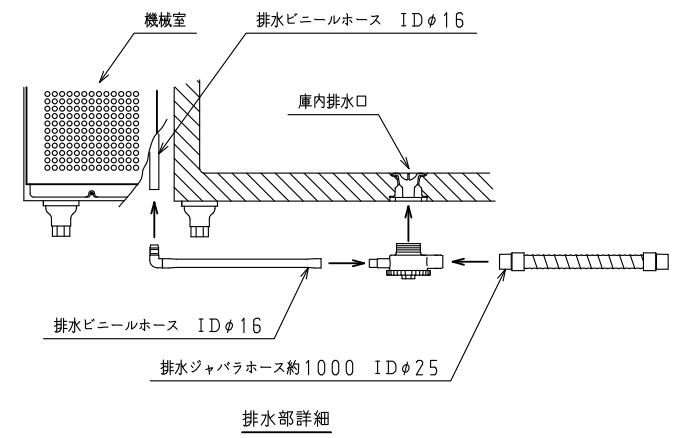 機械室
排水ビニールホース　IDφ16
庫内排水口
排水ビニールホース　IDφ16
排水ジャバラホース約1000　IDφ25
排水部詳細